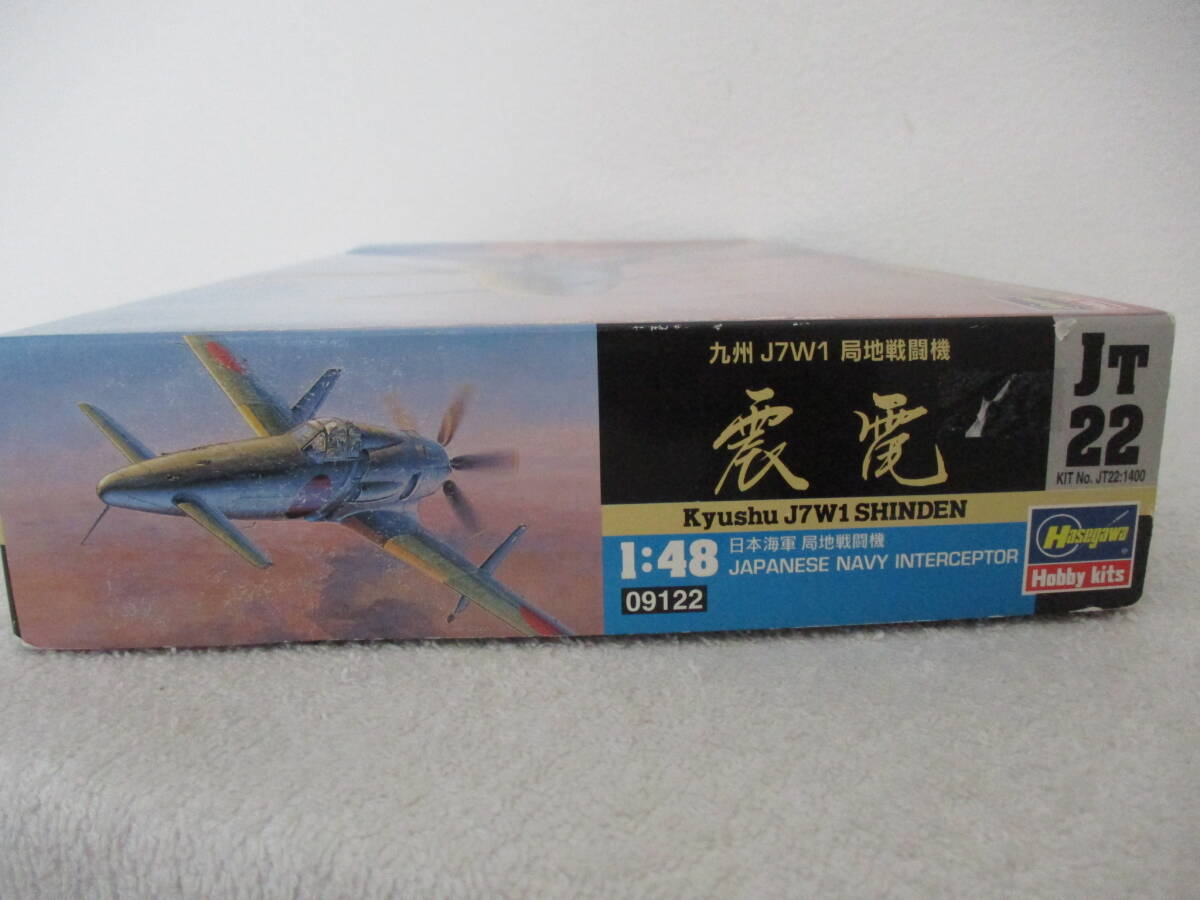 九州 J7W1 局地戦闘機
震電
Kyushu J7W1 SHINDEN
1:48
日本海軍 局地戦闘機
JAPANESE NAVY INTERCEPTOR
09122
JT
22
KIT No. JT22:1400
Hasegawa
Hobby kits